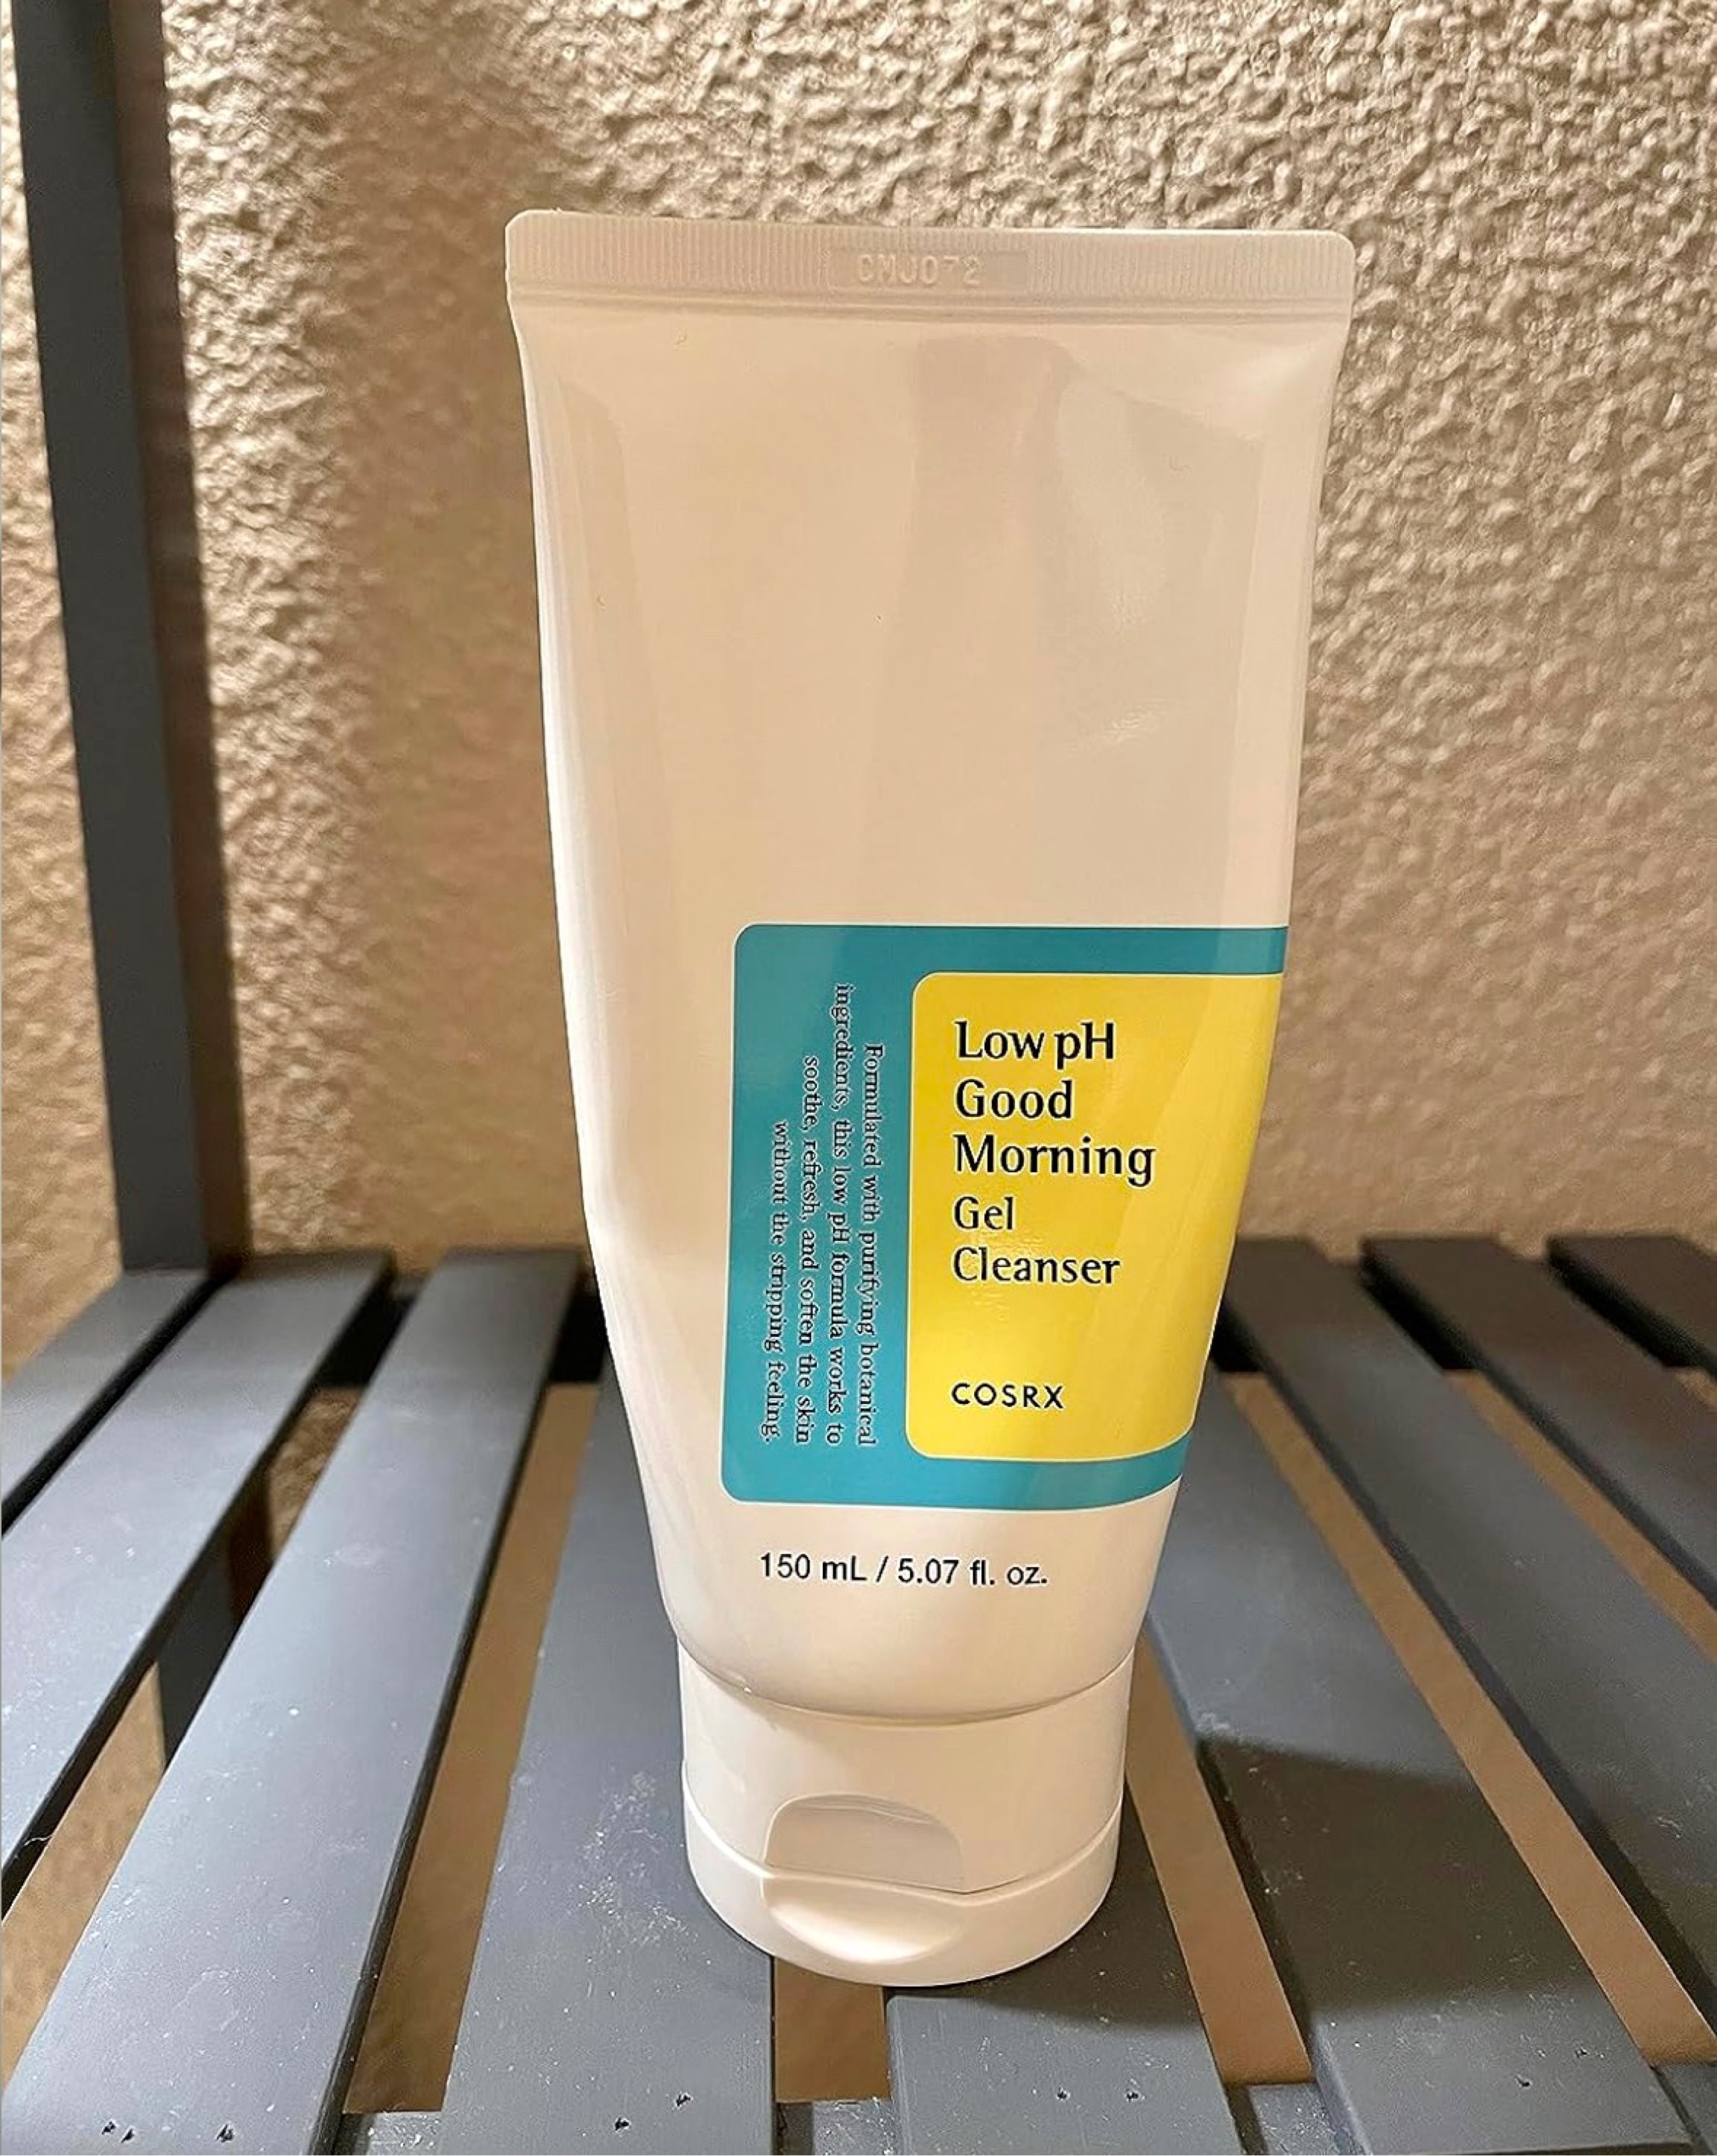 Low pH
Good
Morning
Gel
Cleanser
COSRX
Formulated with purifying botanical
ingredients, this low pH formula works to
soothe, refresh, and soften the skin
without the stripping feeling.
150 mL / 5.07 fl. oz.